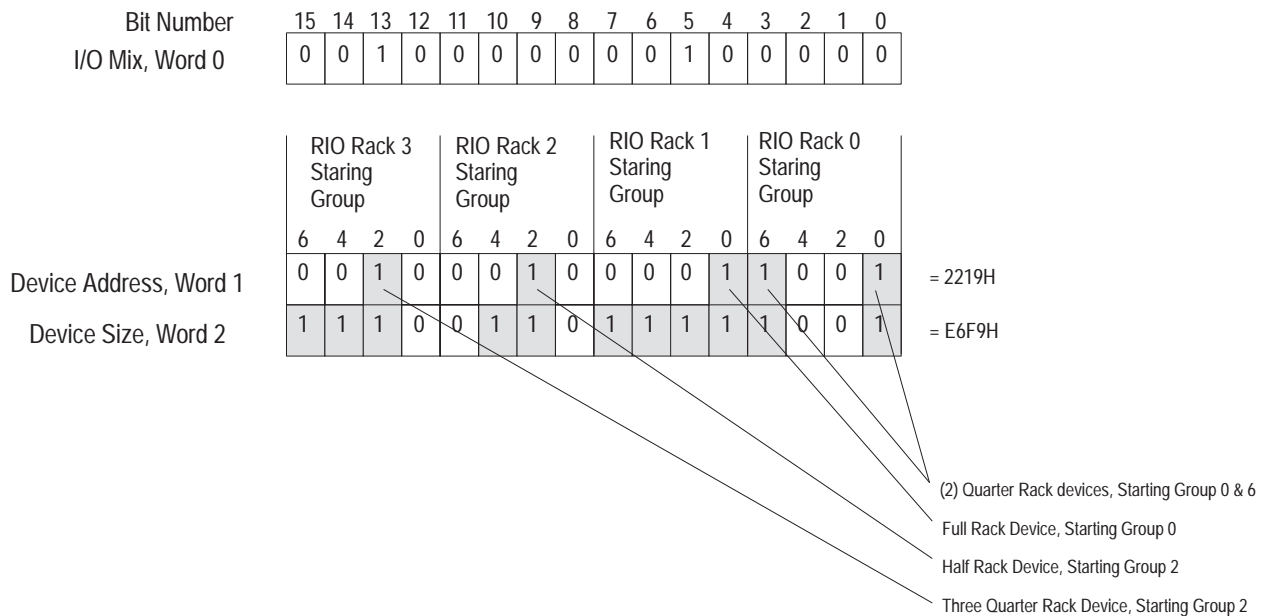 Bit Number 15 14 13 12 11 10 9 8 7 6 5 4 3 2 1 0
I/O Mix, Word 0 0 0 1 0 0 0 0 0 0 0 1 0 0 0 0 0
RIO Rack 3 Staring Group
RIO Rack 2 Staring Group
RIO Rack 1 Staring Group
RIO Rack 0 Staring Group
6 4 2 0 6 4 2 0 6 4 2 0 6 4 2 0
Device Address, Word 1 0 0 1 0 0 0 1 0 0 0 0 1 1 0 0 1 = 2219H
Device Size, Word 2 1 1 1 0 0 1 1 0 1 1 1 1 1 0 0 1 = E6F9H
(2) Quarter Rack devices, Starting Group 0 & 6
Full Rack Device, Starting Group 0
Half Rack Device, Starting Group 2
Three Quarter Rack Device, Starting Group 2